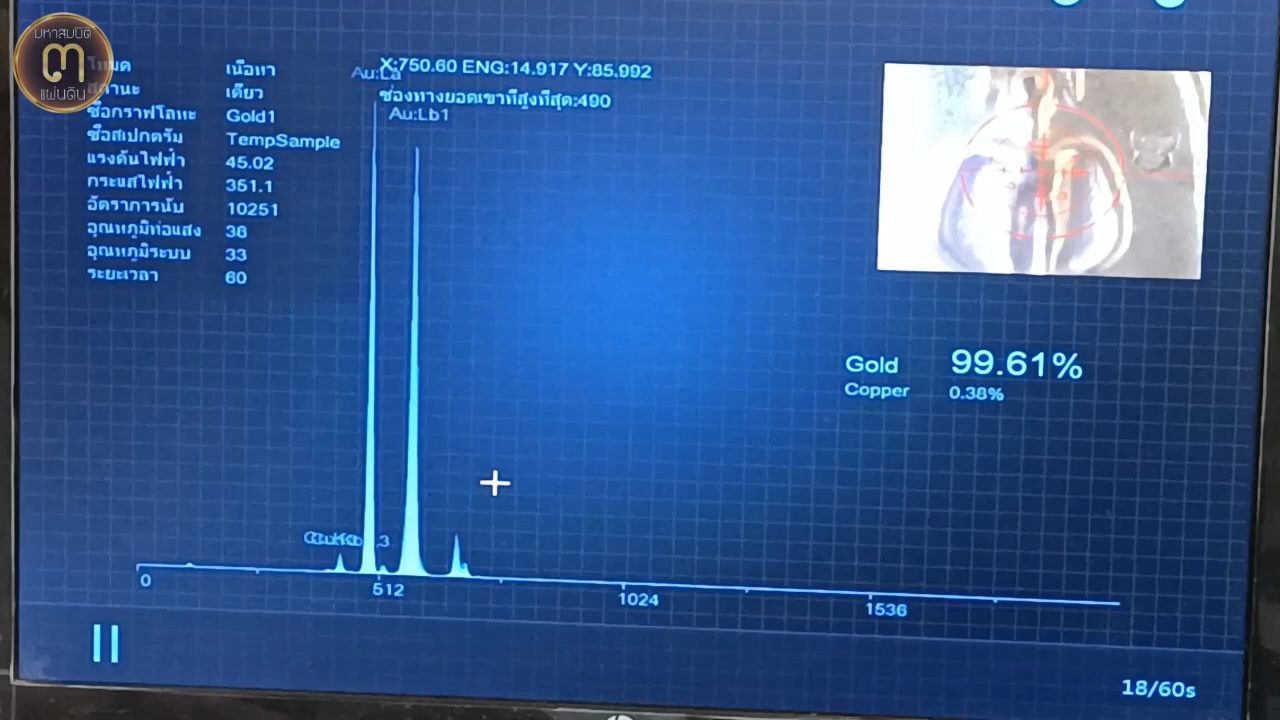 มหาสมบัติ
๓
แผ่นดิน
โหมด เนื้อหา
เดี่ยว
ชื่อกราฟโลหะ Gold1
ชื่อสเปกตรัม TempSample
แรงดันไฟฟ้า 45.02
กระแสไฟฟ้า 351.1
อัตราการนับ 10251
อุณหภูมิท่อแสง 36
อุณหภูมิระบบ 33
ระยะเวลา 60
X:750.60 ENG:14.917 Y:85.992
Au:La
ช่องทางยอดเขาที่สูงที่สุด:490
Au:Lb1
Gold 99.61%
Copper 0.38%
0 512 1024 1536
18/60s